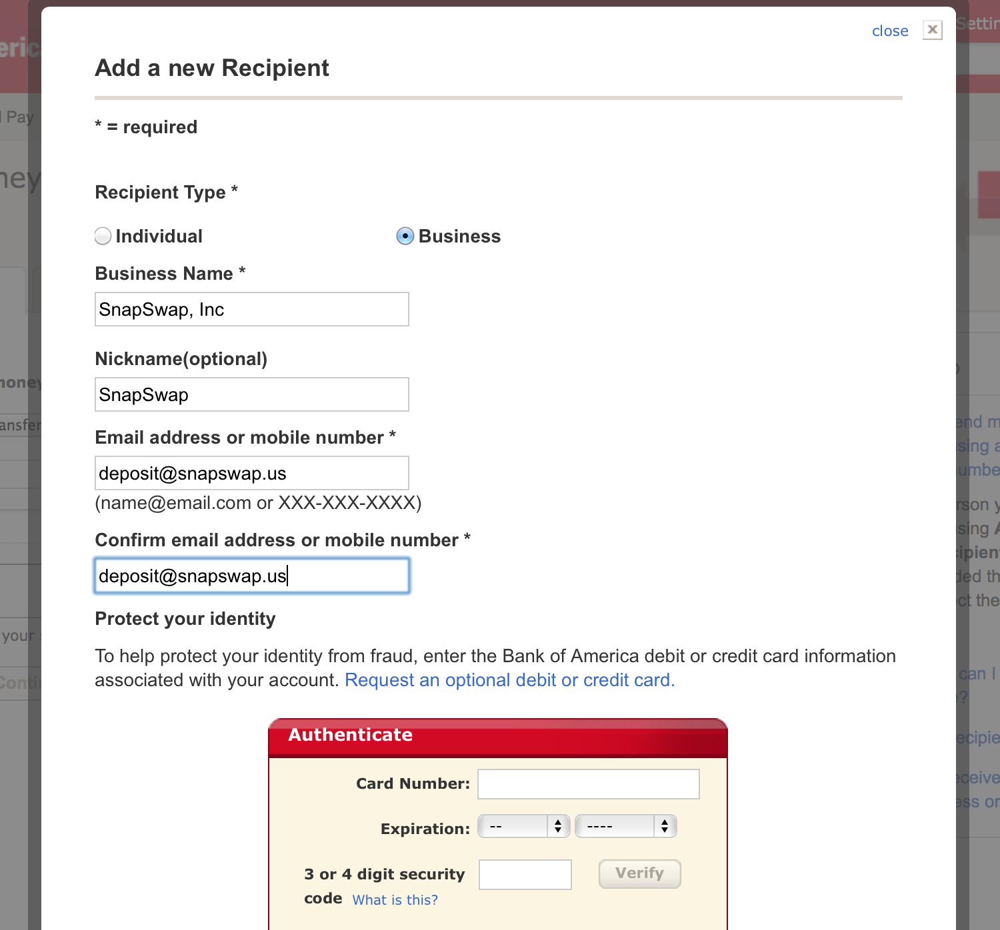 close
Add a new Recipient
* = required
Recipient Type *
Individual Business
Business Name *
SnapSwap, Inc
Nickname(optional)
SnapSwap
Email address or mobile number *
deposit@snapswap.us
(name@email.com or XXX-XXX-XXXX)
Confirm email address or mobile number *
deposit@snapswap.us
Protect your identity
To help protect your identity from fraud, enter the Bank of America debit or credit card information
associated with your account. Request an optional debit or credit card.
Authenticate
Card Number:
Expiration: -- ----
3 or 4 digit security
code What is this?
Verify
Pay
your
can I